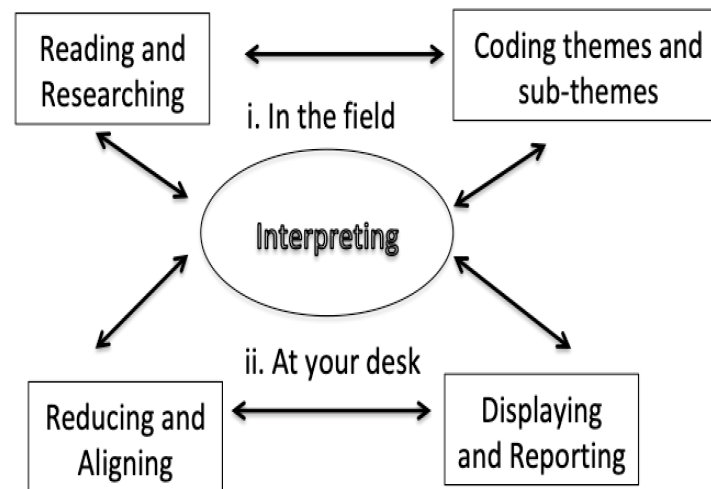 Reading and
Researching
Coding themes and
sub-themes
i. In the field
Interpreting
ii. At your desk
Reducing and
Aligning
Displaying
and Reporting